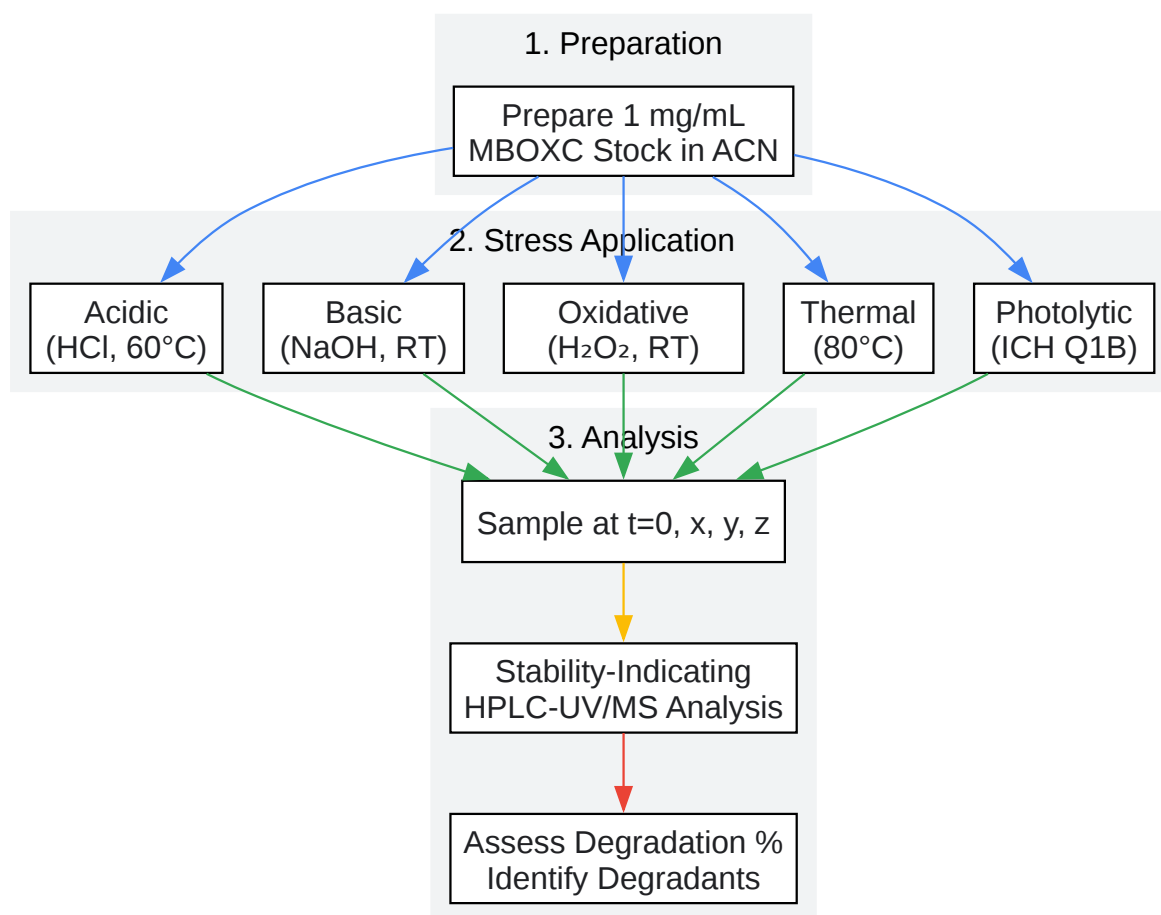 1. Preparation
Prepare 1 mg/mL
MBOXC Stock in ACN
2. Stress Application
Acidic
(HCl, 60°C)
Basic
(NaOH, RT)
Oxidative
(H₂O₂, RT)
Thermal
(80°C)
Photolytic
(ICH Q1B)
3. Analysis
Sample at t=0, x, y, z
Stability-Indicating
HPLC-UV/MS Analysis
Assess Degradation %
Identify Degradants